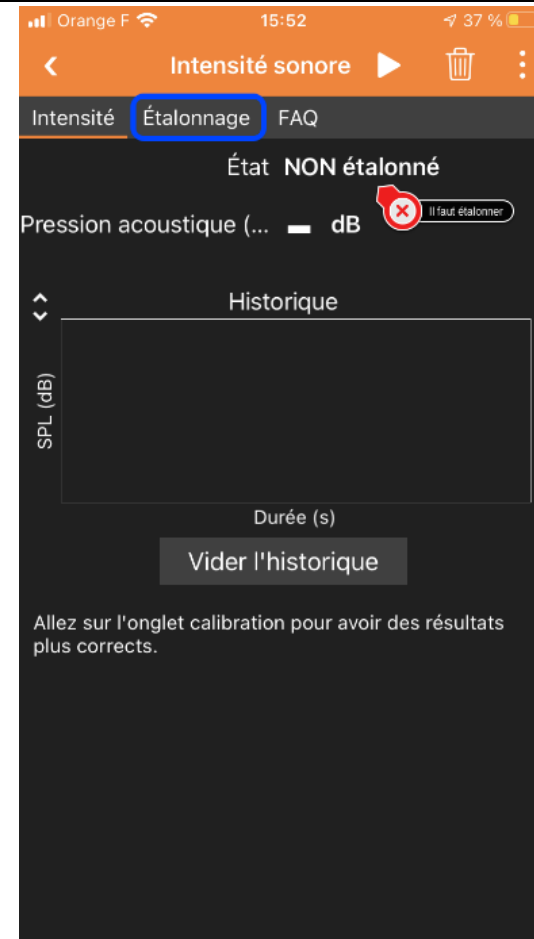 Orange F 15:52 37 %
Intensité sonore
Intensité Étalonnage FAQ
État NON étalonné
Pression acoustique (... dB
Il faut étalonner
Historique
SPL (dB)
Durée (s)
Vider l'historique
Allez sur l'onglet calibration pour avoir des résultats
plus corrects.